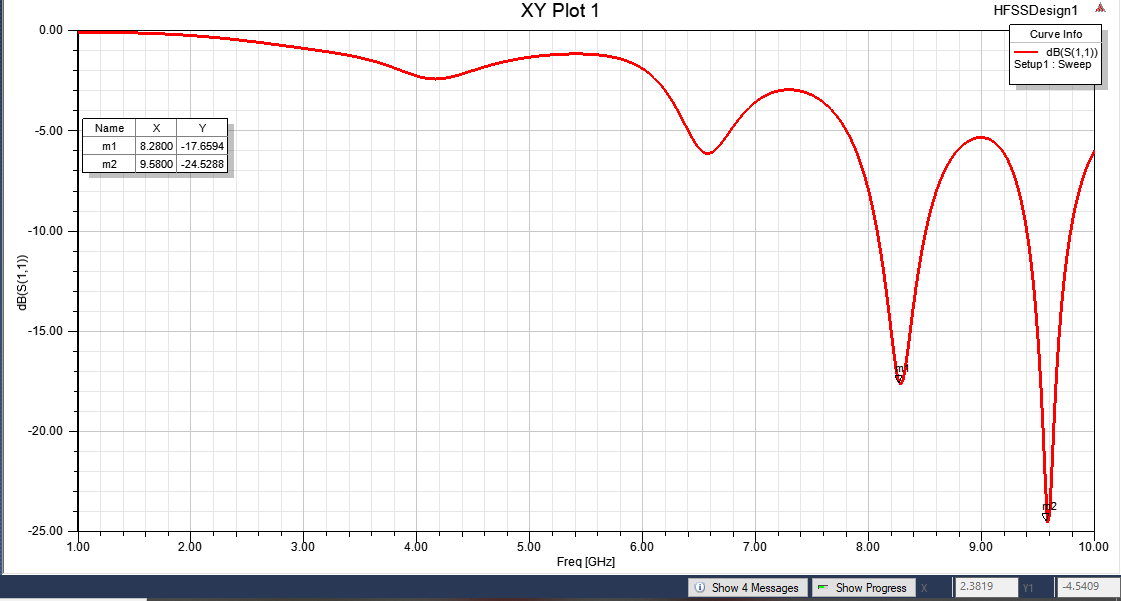 XY Plot 1
HFSSDesign1
Curve Info
dB(S(1,1))
Setup1 : Sweep
0.00
-5.00
-10.00
-15.00
-20.00
-25.00
dB(S(1,1))
Name X Y
m1 8.2800 -17.6594
m2 9.5800 -24.5288
m2
1.00 2.00 3.00 4.00 5.00 6.00 7.00 8.00 9.00 10.00
Freq [GHz]
Show 4 Messages Show Progress X 2.3819 Y1 -4.5409